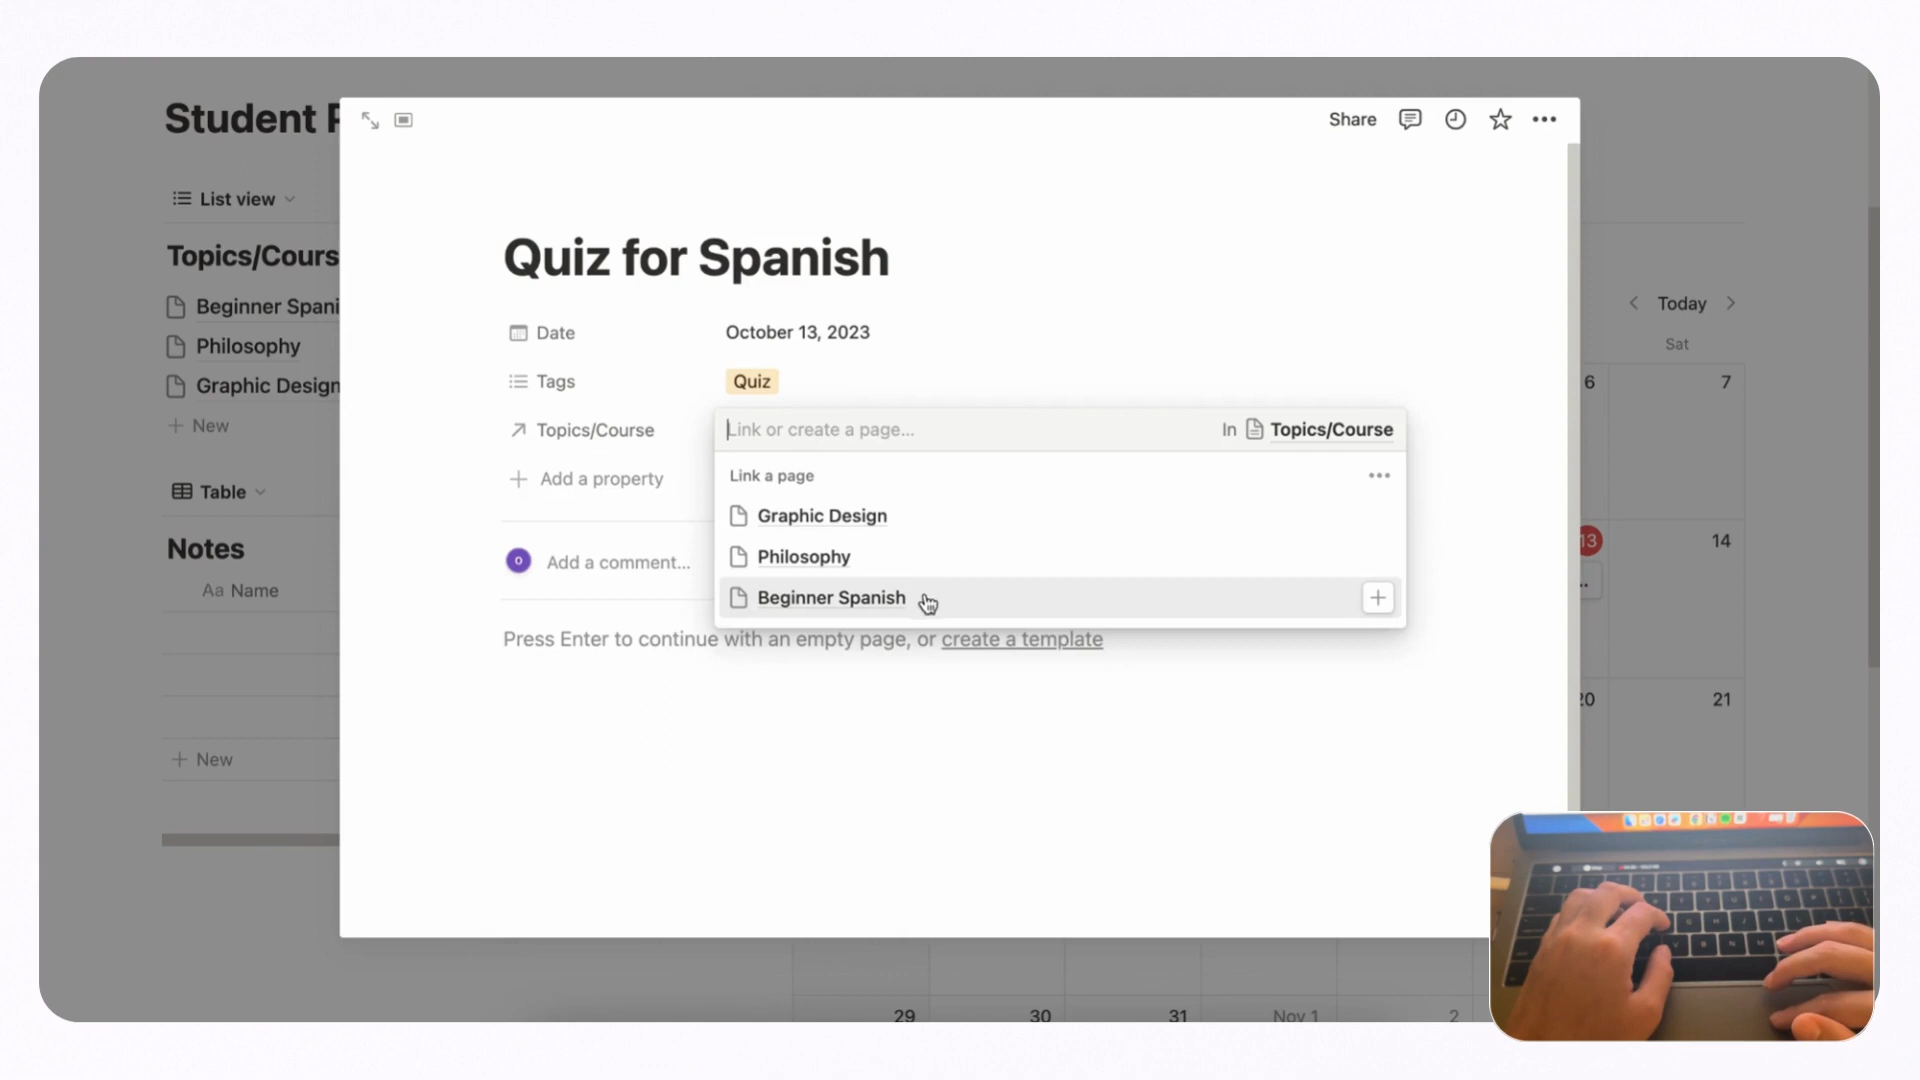 Student P
List view
Topics/Cours
Beginner Spani
Philosophy
Graphic Design
+ New
Table
Notes
Aa Name
+ New
Share
Quiz for Spanish
Date October 13, 2023
Tags Quiz
Topics/Course
Link or create a page... In Topics/Course
+ Add a property
Link a page
Graphic Design
Philosophy
Beginner Spanish
O Add a comment...
Press Enter to continue with an empty page, or create a template
Today
Sat
6 7
13 14
20 21
29 30 31 Nov 1 2